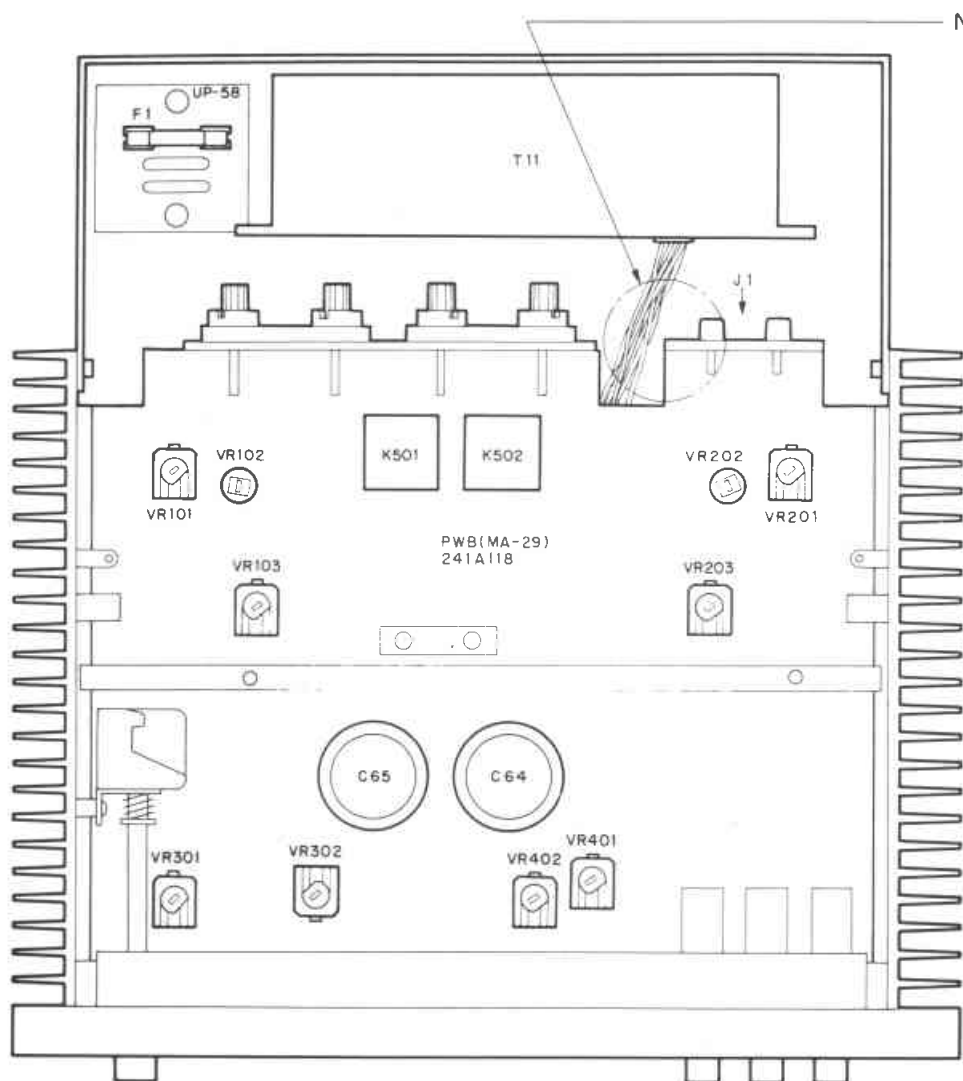 N
UP-58
F1
T11
J1
K501
K502
VR102
VR202
VR101
VR201
PWB(MA-29)
241A118
VR103
VR203
C65
C64
VR401
VR301
VR302
VR402